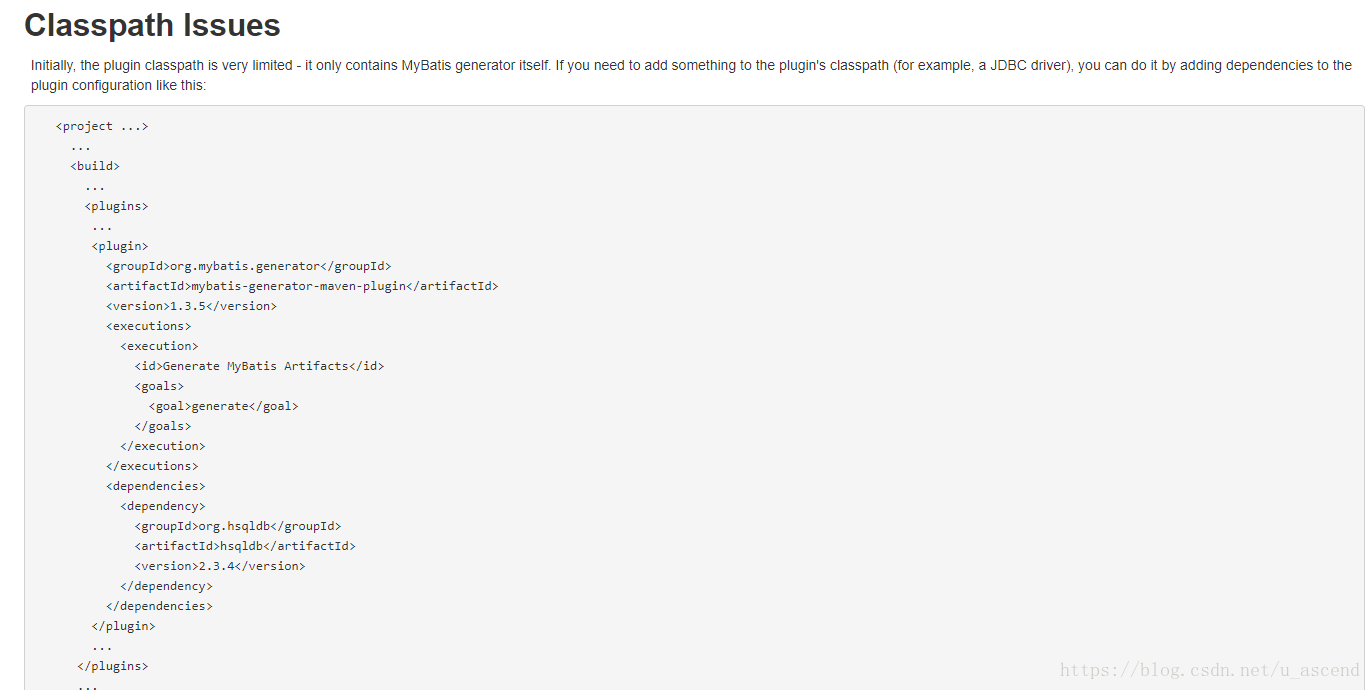 Classpath Issues
Initially, the plugin classpath is very limited - it only contains MyBatis generator itself. If you need to add something to the plugin's classpath (for example, a JDBC driver), you can do it by adding dependencies to the
plugin configuration like this:
<project ...>
...
<build>
...
<plugins>
...
<plugin>
<groupId>org.mybatis.generator</groupId>
<artifactId>mybatis-generator-maven-plugin</artifactId>
<version>1.3.5</version>
<executions>
<execution>
<id>Generate MyBatis Artifacts</id>
<goals>
<goal>generate</goal>
</goals>
</execution>
</executions>
<dependencies>
<dependency>
<groupId>org.hsqldb</groupId>
<artifactId>hsqldb</artifactId>
<version>2.3.4</version>
</dependency>
</dependencies>
</plugin>
...
</plugins>
...
https://blog.csdn.net/u_ascend